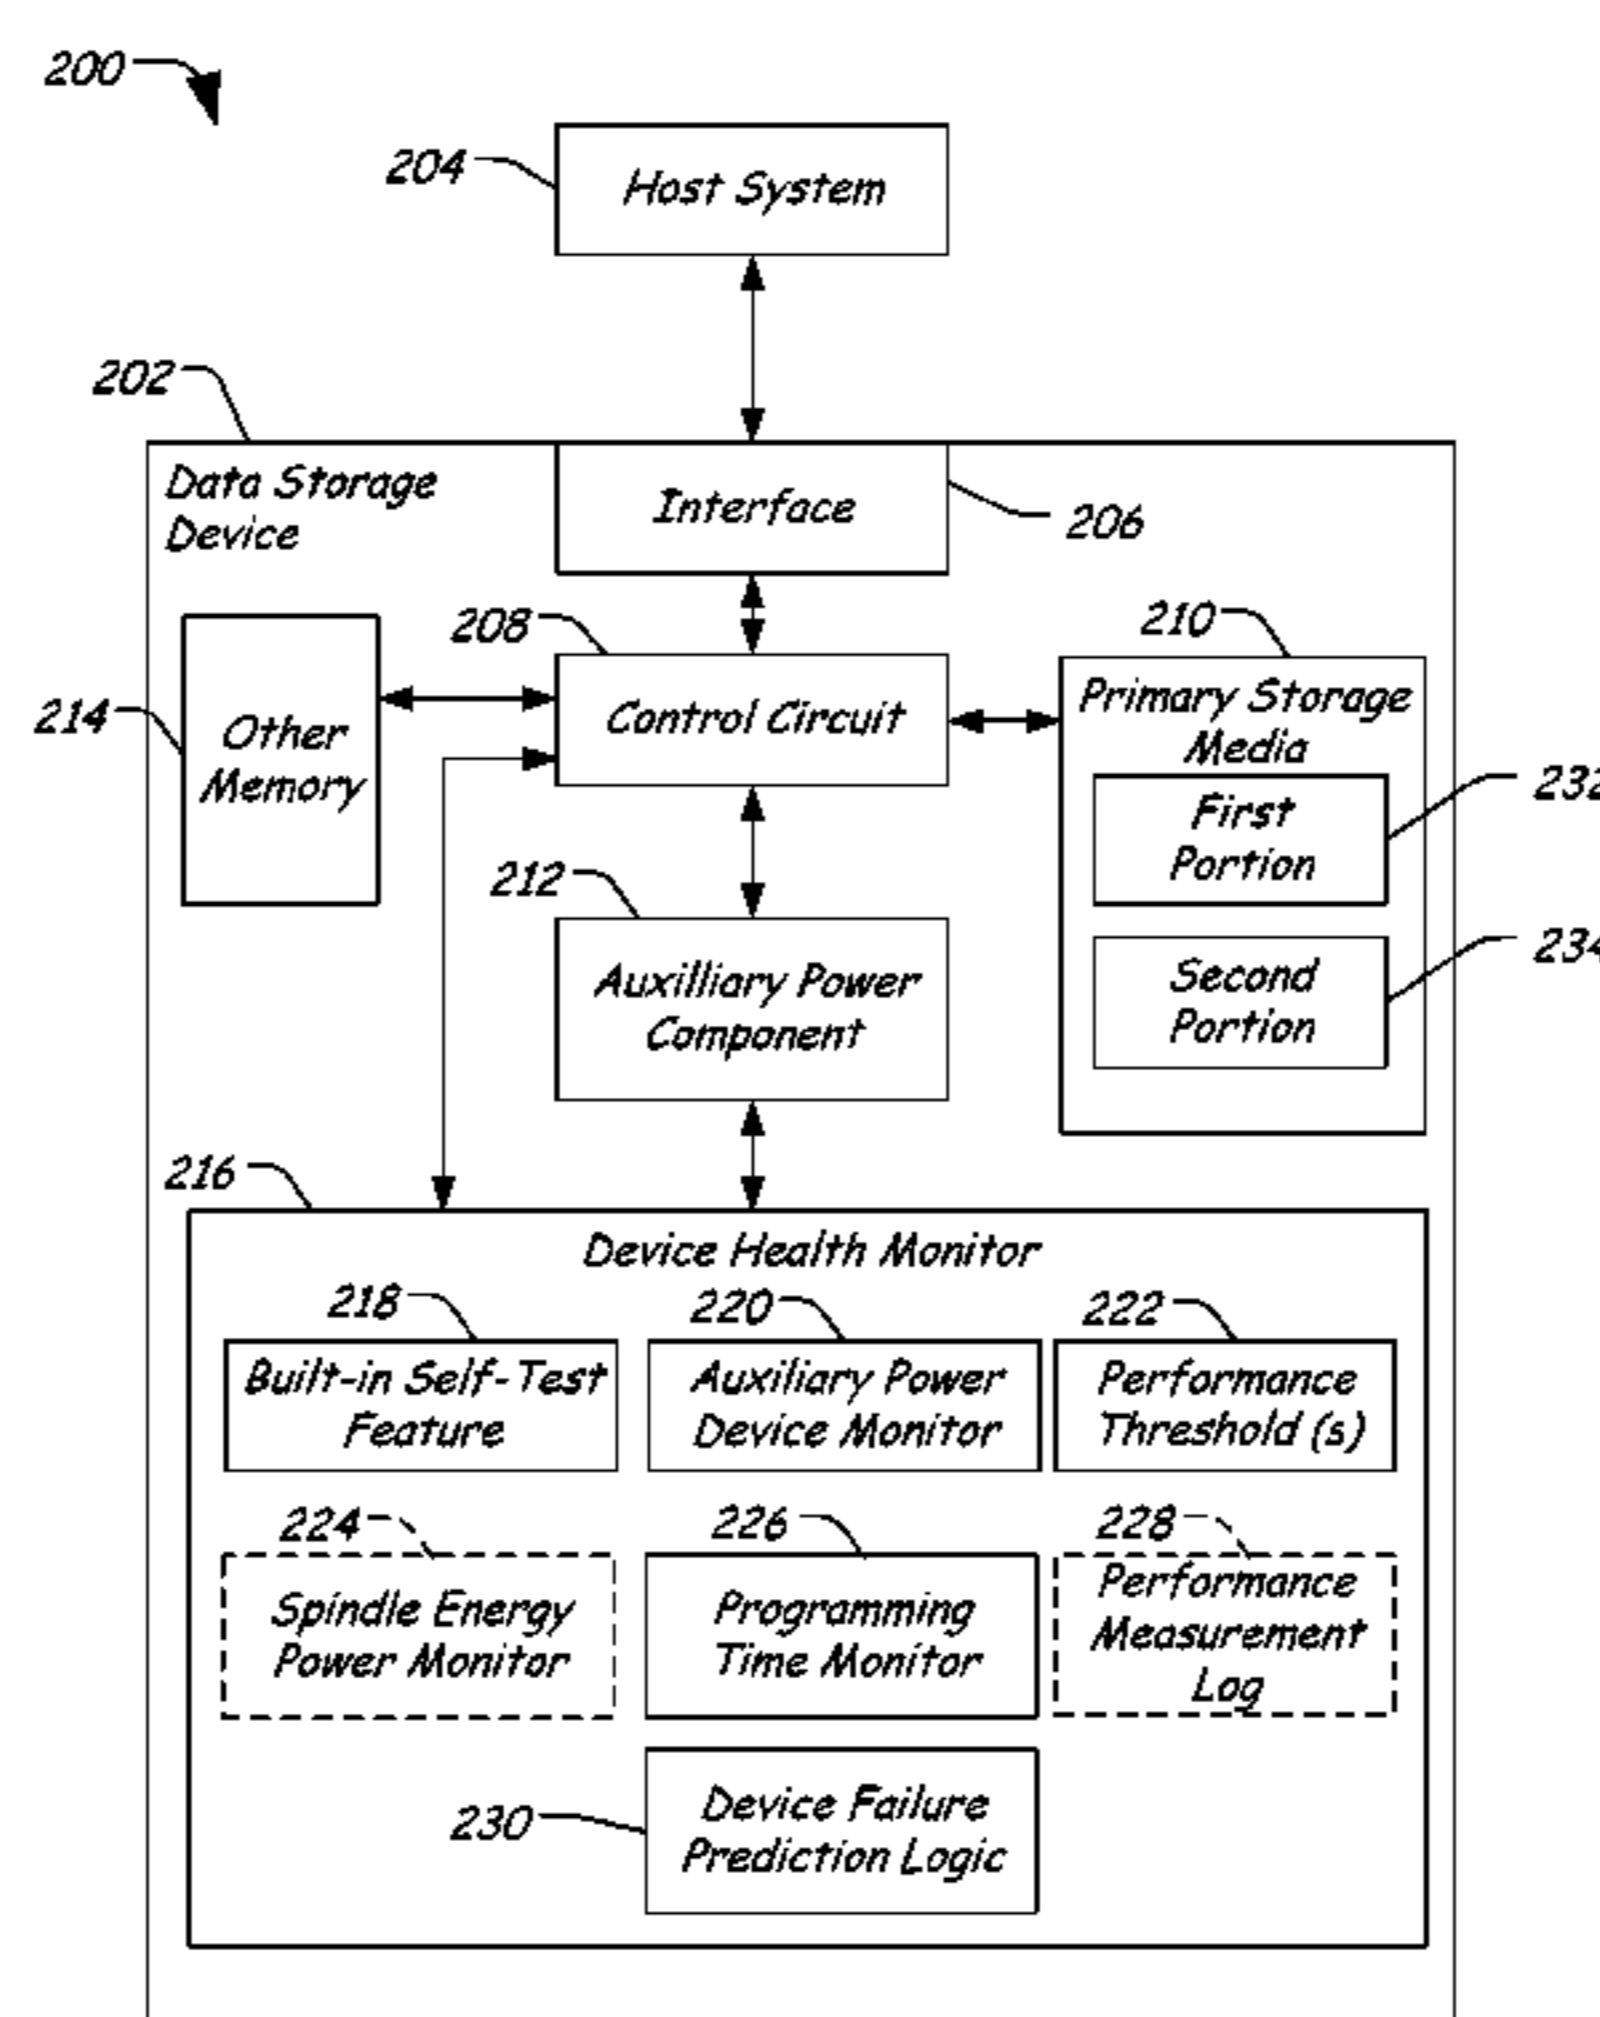 200
204
Host System
202
Data Storage
Device
Interface
206
208
210
214
Other
Memory
Control Circuit
Primary Storage
Media
232
First
Portion
212
234
Auxilliary Power
Component
Second
Portion
216
Device Health Monitor
218
220
222
Built-in Self-Test
Feature
Auxiliary Power
Device Monitor
Performance
Threshold (s)
224
226
228
Spindle Energy
Power Monitor
Programming
Time Monitor
Performance
Measurement
Log
230
Device Failure
Prediction Logic